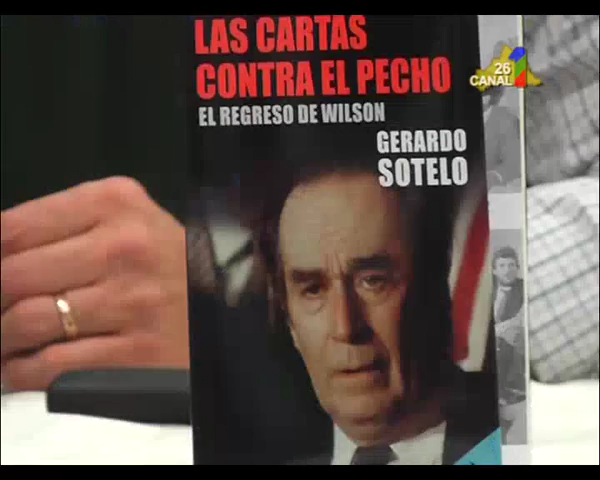 LAS CARTAS
CONTRA EL PECHO
EL REGRESO DE WILSON
GERARDO
SOTELO
26
CANAL